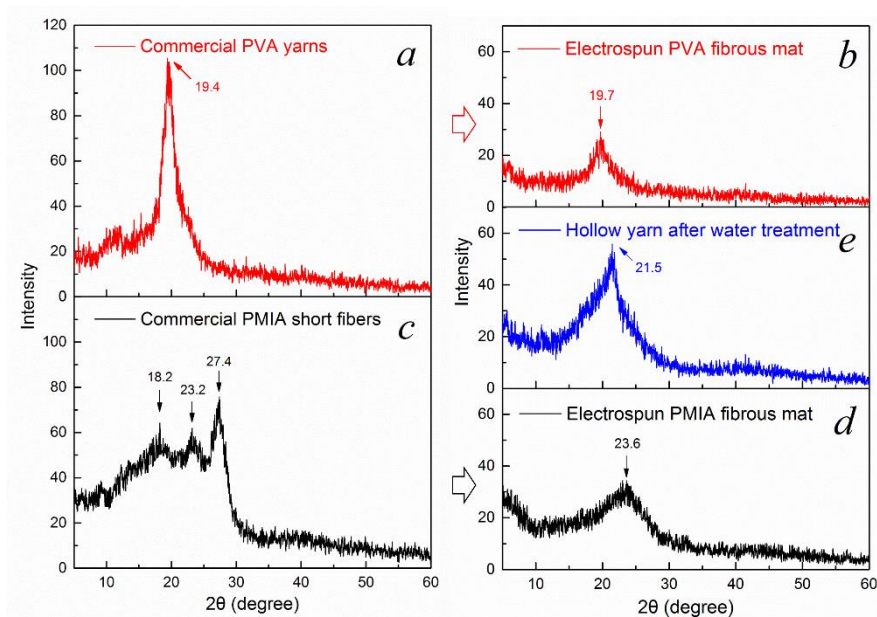 Commercial PVA yarns
a
19.4
120
100
80
60
40
20
0
Intensity
Commercial PMIA short fibers
c
18.2
23.2
27.4
100
80
60
40
20
0
10 20 30 40 50 60
2θ (degree)
Electrospun PVA fibrous mat
b
19.7
60
40
20
0
Hollow yarn after water treatment
e
21.5
60
40
20
0
Intensity
Electrospun PMIA fibrous mat
d
23.6
60
40
20
0
10 20 30 40 50 60
2θ (degree)